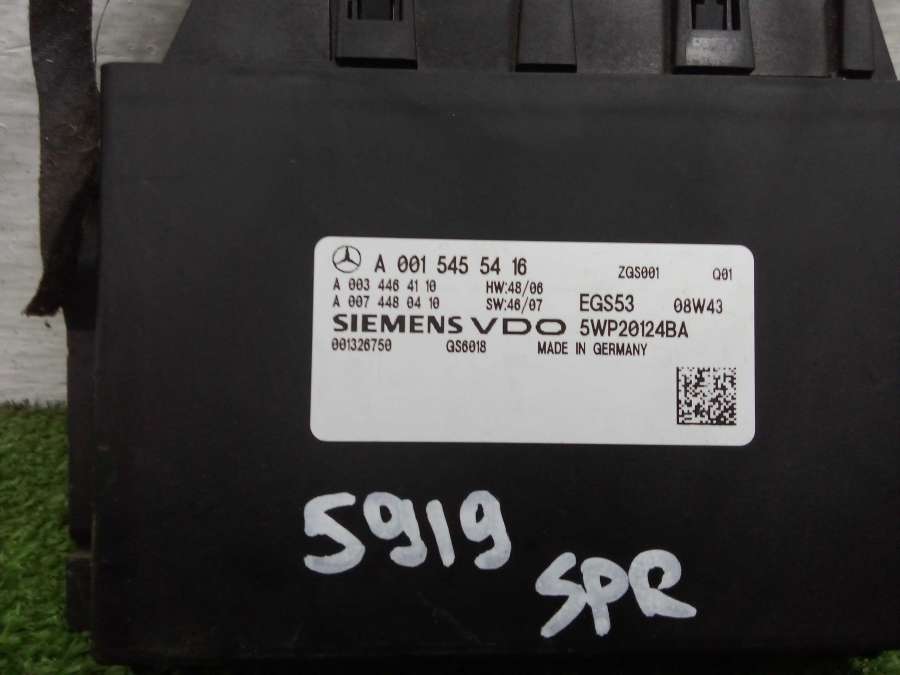 A 001 545 54 16 ZGS001 Q01
A 003 446 41 10 HW:48/06
A 007 448 04 10 SW:46/07 EGS53 08W43
SIEMENS VDO 5WP20124BA
001326750 GS6018 MADE IN GERMANY
5919
SPR